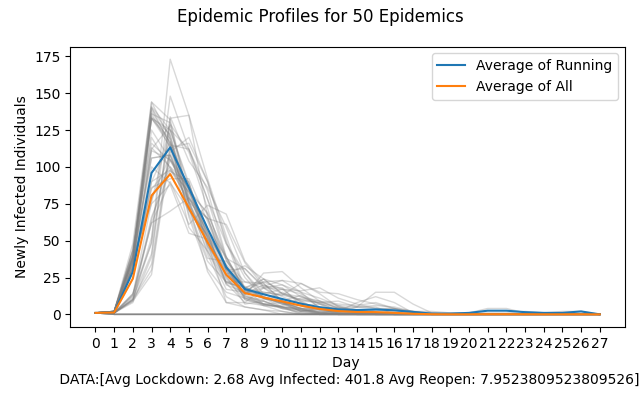 Epidemic Profiles for 50 Epidemics
Average of Running
Average of All
Newly Infected Individuals
175
150
125
100
75
50
25
0
0 1 2 3 4 5 6 7 8 9 10 11 12 13 14 15 16 17 18 19 20 21 22 23 24 25 26 27
Day
DATA:[Avg Lockdown: 2.68 Avg Infected: 401.8 Avg Reopen: 7.9523809523809526]